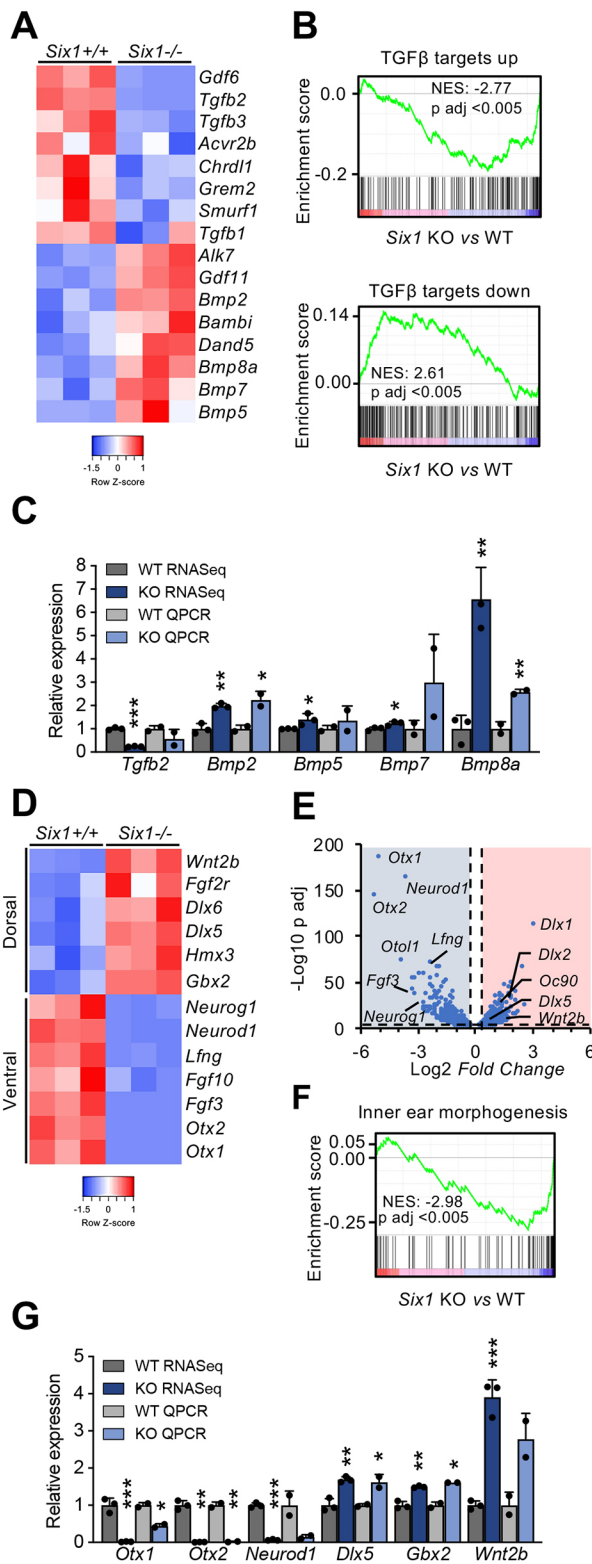 A
Six1+/+ Six1-/-
Gdf6
Tgfb2
Tgfb3
Acvr2b
Chrdl1
Grem2
Smurf1
Tgfb1
Alk7
Gdf11
Bmp2
Bambi
Dand5
Bmp8a
Bmp7
Bmp5
-1.5 0 1
Row Z-score
B
TGFβ targets up
Enrichment score
0.0
-0.2
NES: -2.77
p adj <0.005
Six1 KO vs WT
TGFβ targets down
Enrichment score
0.14
0.00
NES: 2.61
p adj <0.005
Six1 KO vs WT
C
Relative expression
8
7
6
5
4
3
2
1
0
WT RNASeq
KO RNASeq
WT QPCR
KO QPCR
*** ** * * * ** **
Tgfb2 Bmp2 Bmp5 Bmp7 Bmp8a
D
Six1+/+ Six1-/-
Dorsal
Wnt2b
Fgf2r
Dlx6
Dlx5
Hmx3
Gbx2
Ventral
Neurog1
Neurod1
Lfng
Fgf10
Fgf3
Otx2
Otx1
-1.5 0 1
Row Z-score
E
-Log10 p adj
200
150
100
50
0
Otx1
Neurod1
Otx2
Otol1
Lfng
Fgf3
Neurog1
Dlx1
Dlx2
Oc90
Dlx5
Wnt2b
-6 -3 0 3 6
Log2 Fold Change
F
Inner ear morphogenesis
Enrichment score
0.05
0.00
-0.25
NES: -2.98
p adj <0.005
Six1 KO vs WT
G
Relative expression
5
4
3
2
1
0
WT RNASeq
KO RNASeq
WT QPCR
KO QPCR
*** * ** ** *** ** * ** * ***
Otx1 Otx2 Neurod1 Dlx5 Gbx2 Wnt2b